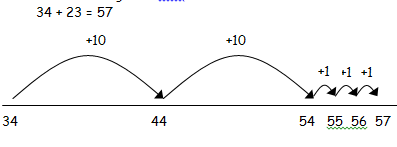 34 + 23 = 57
+10 +10
+1 +1 +1
34 44 54 55 56 57